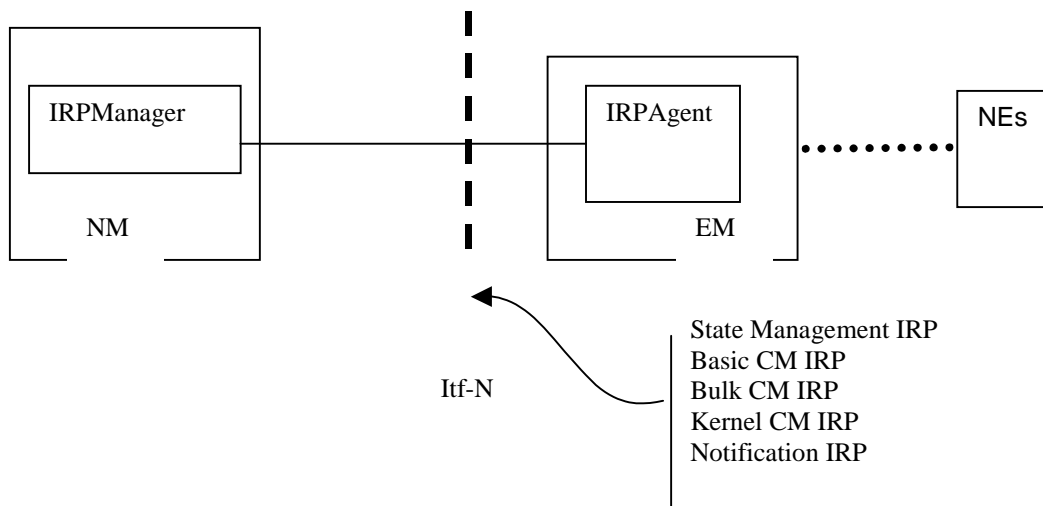 IRPManager
IRPAgent
NEs
NM
EM
Itf-N
State Management IRP
Basic CM IRP
Bulk CM IRP
Kernel CM IRP
Notification IRP